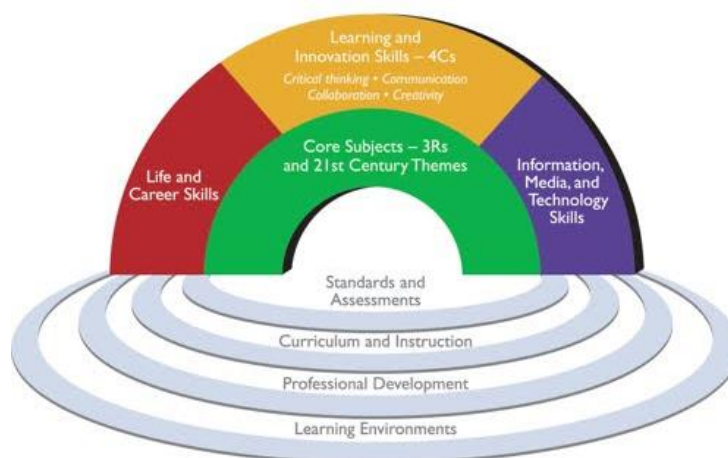 Learning and
Innovation Skills – 4Cs
Critical thinking • Communication
Collaboration • Creativity
Core Subjects – 3Rs
and 21st Century Themes
Life and
Career Skills
Information,
Media, and
Technology
Skills
Standards and
Assessments
Curriculum and Instruction
Professional Development
Learning Environments